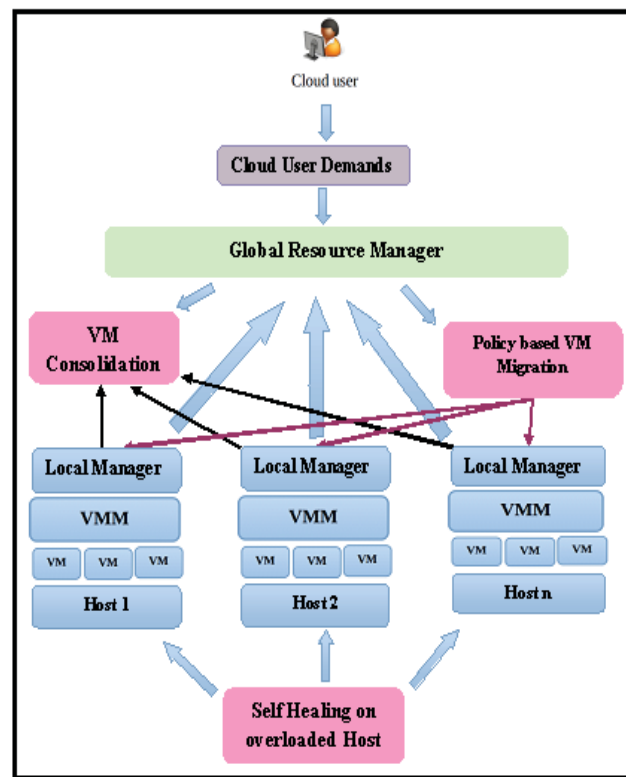 Cloud user
Cloud User Demands
Global Resource Manager
VM
Consolidation
Policy based VM
Migration
Local Manager
VMM
VM VM VM
Host 1
Local Manager
VMM
VM VM VM
Host 2
Local Manager
VMM
VM VM VM
Host n
Self Healing on
overloaded Host